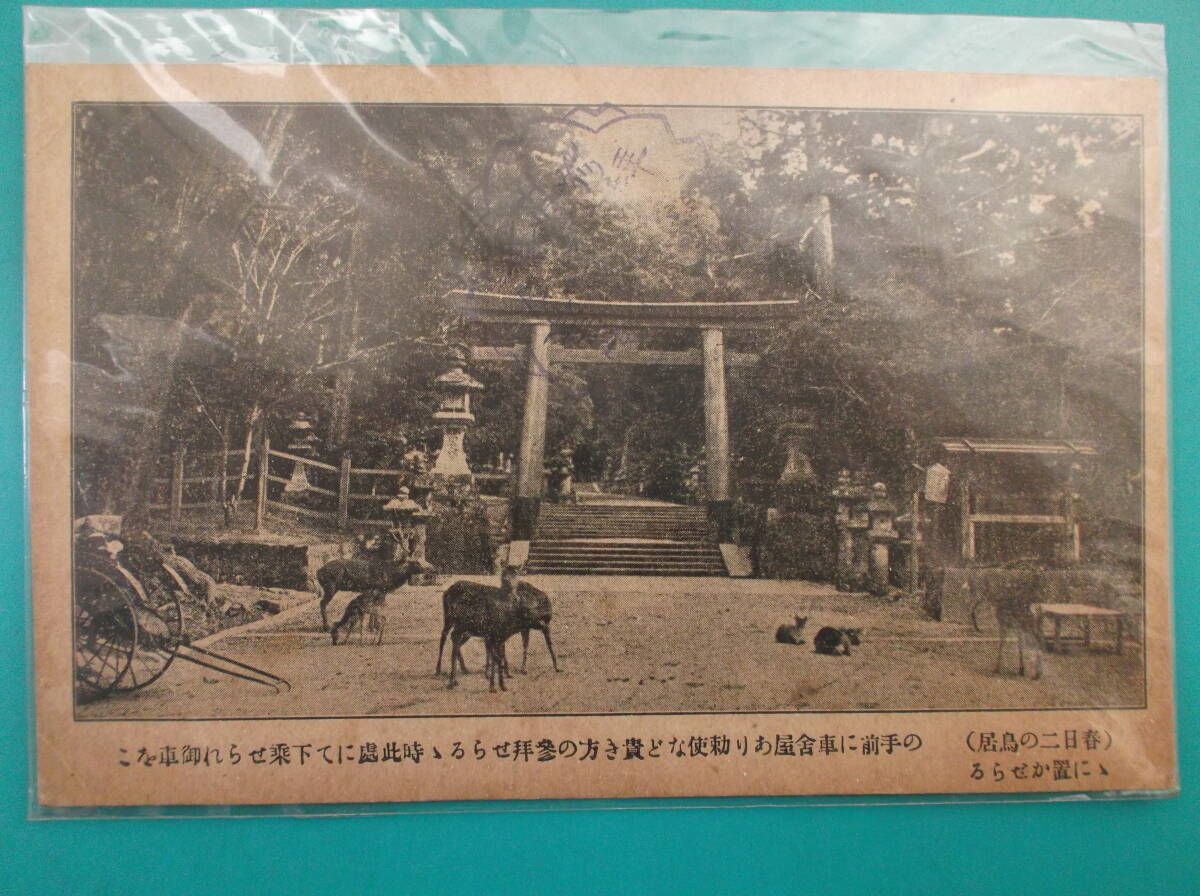 (春日二の鳥居) の手前に車舍屋あり勅使など貴き方の參拜せらるゝ時此處にて下乘せられ御車をこ
ゝに置かせらる